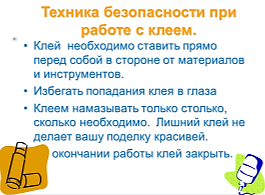 Техника безопасности при
работе с клеем.
• Клей необходимо ставить прямо
перед собой в стороне от материалов
и инструментов.
• Избегать попадания клея в глаза
• Клеем намазывать только столько,
сколько необходимо. Лишний клей не
делает вашу поделку красивей.
окончании работы клей закрыть.